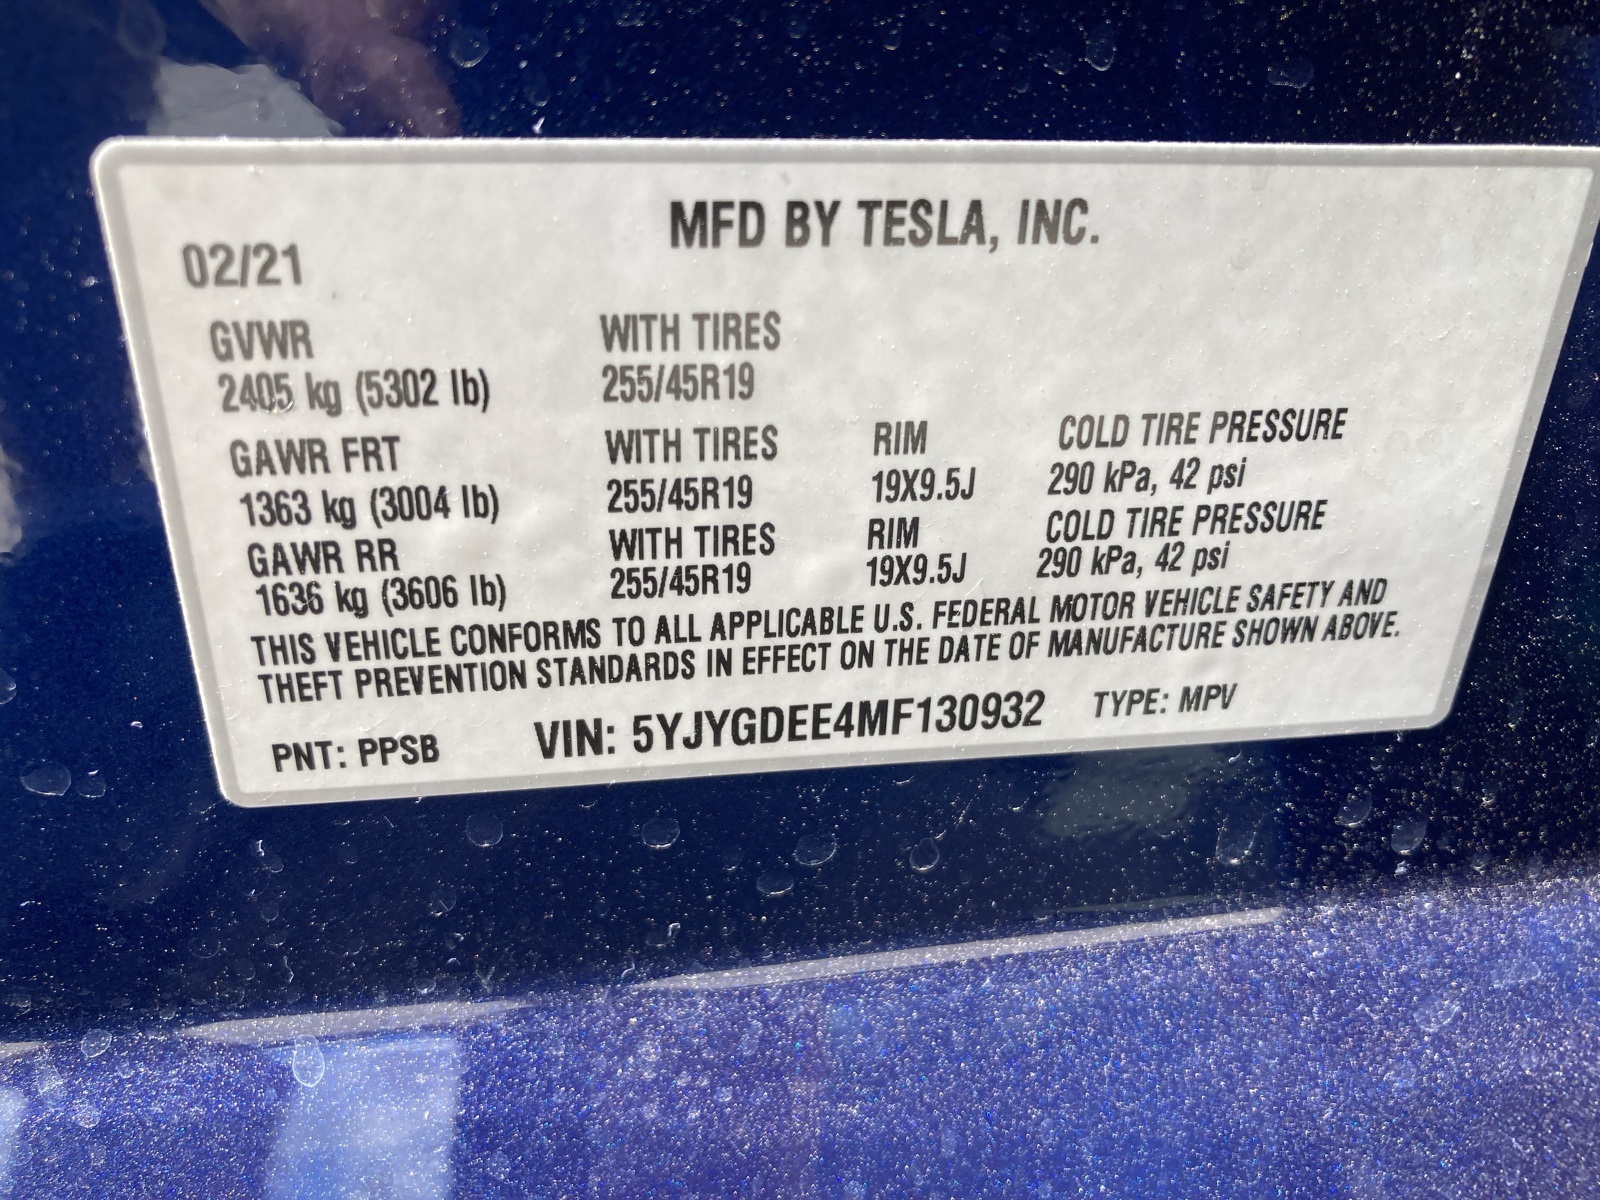 MFD BY TESLA, INC.
02/21
GVWR WITH TIRES
2405 kg (5302 lb) 255/45R19
GAWR FRT WITH TIRES RIM COLD TIRE PRESSURE
1363 kg (3004 lb) 255/45R19 19X9.5J 290 kPa, 42 psi
GAWR RR WITH TIRES RIM COLD TIRE PRESSURE
1636 kg (3606 lb) 255/45R19 19X9.5J 290 kPa, 42 psi
THIS VEHICLE CONFORMS TO ALL APPLICABLE U.S. FEDERAL MOTOR VEHICLE SAFETY AND
THEFT PREVENTION STANDARDS IN EFFECT ON THE DATE OF MANUFACTURE SHOWN ABOVE.
PNT: PPSB VIN: 5YJYGDEE4MF130932 TYPE: MPV